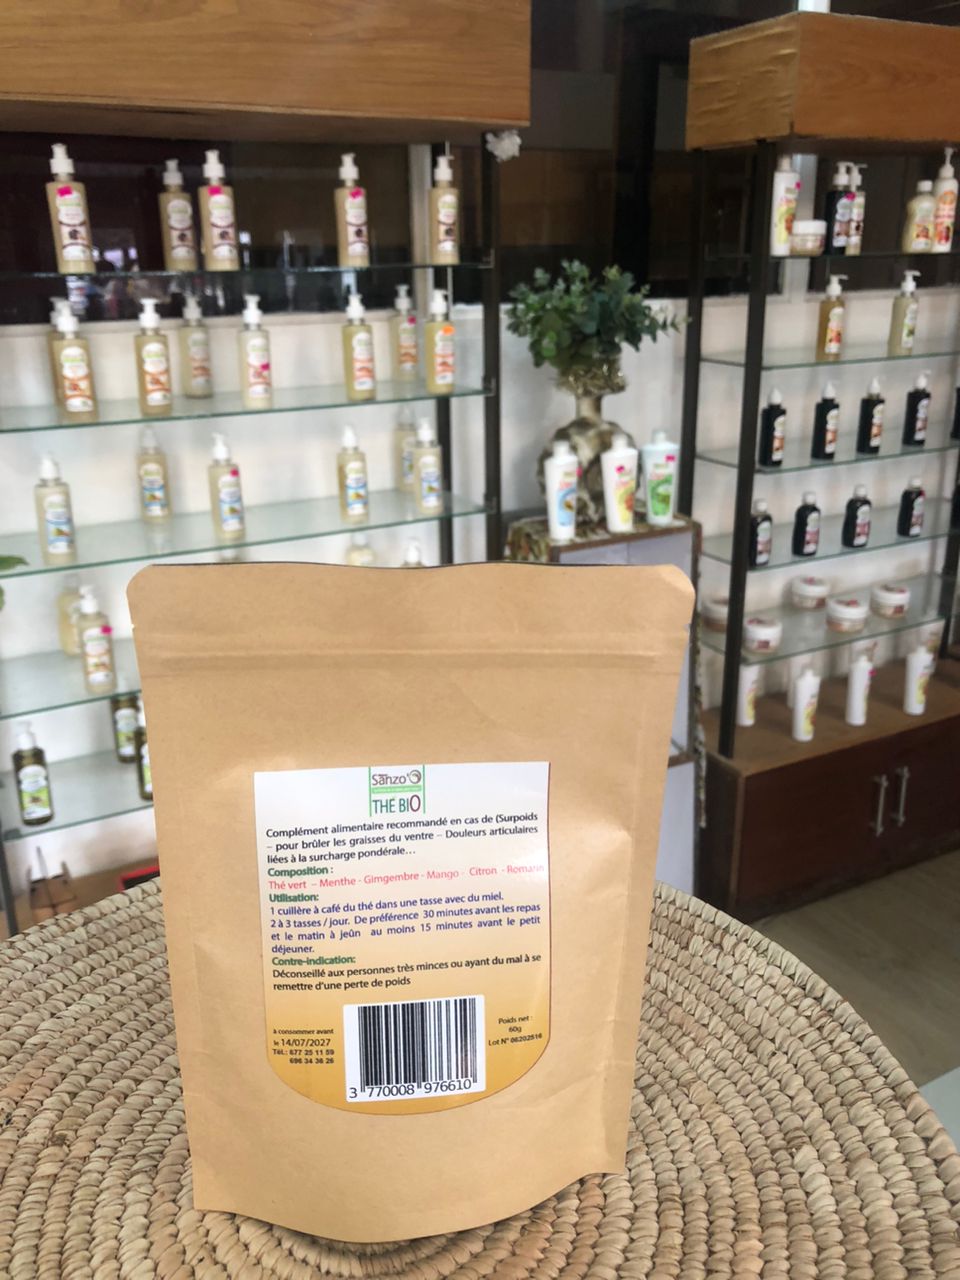 Sanzo'O
THE BIO
Complément alimentaire recommandé en cas de (Surpoids
– pour brûler les graisses du ventre – Douleurs articulaires
liées à la surcharge pondérale…
Composition :
Thé vert – Menthe - Gimgembre - Mango - Citron - Romarin
Utilisation:
1 cuillère à café du thé dans une tasse avec du miel.
2 à 3 tasses / jour. De préférence 30 minutes avant les repas
et le matin à jeûn au moins 15 minutes avant le petit
déjeuner.
Contre-indication:
Déconseillé aux personnes très minces ou ayant du mal à se
remettre d'une perte de poids
à consommer avant
le 14/07/2027
Tél.: 677 25 11 59
696 34 36 26
Poids net :
60g
Lot N° 06202516
3 770008 976610